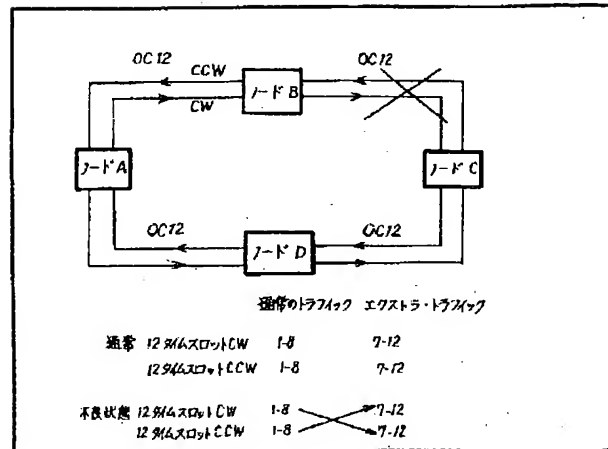 OC12
OC12
CCW
CW
ノードB
ノードA
ノードC
OC12
OC12
ノードD
通常のトラフィック エクストラ・トラフィック
通常 12タイムスロットCW 1-8 7-12
12タイムスロットCCW 1-8 7-12
不良状態 12タイムスロットCW 1-8 7-12
12タイムスロットCCW 1-8 7-12